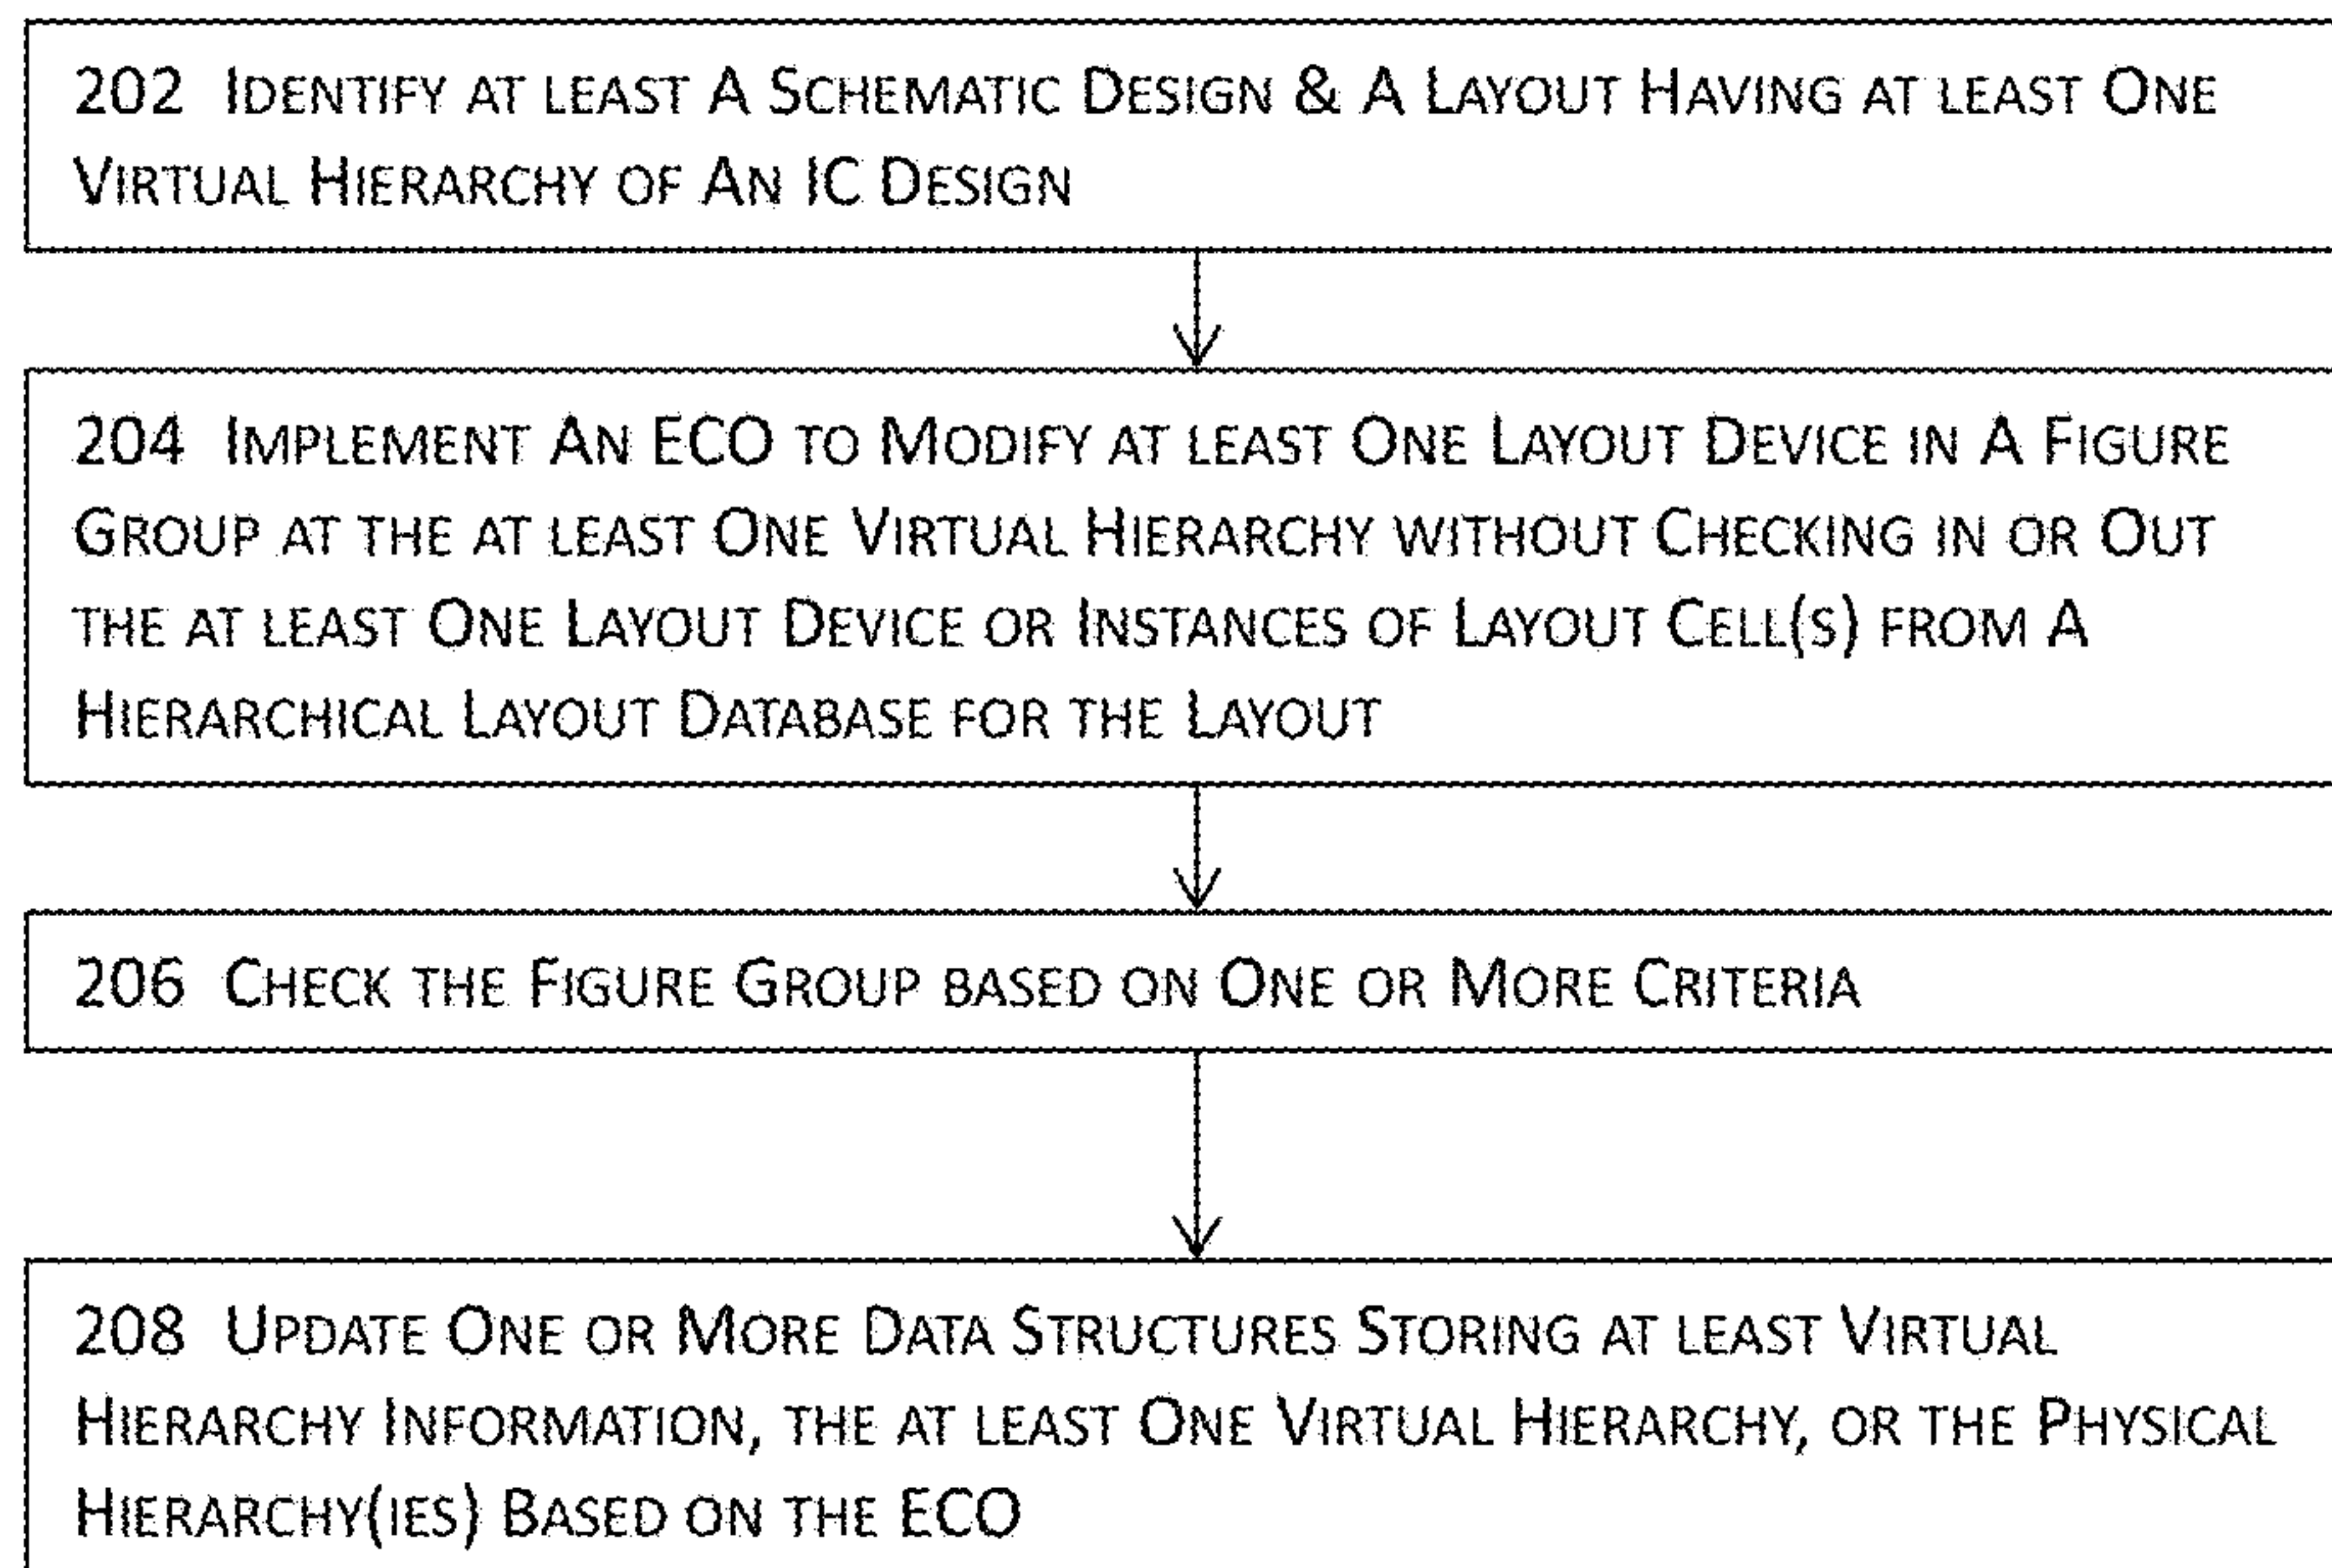 202 Identify at least A Schematic Design & A Layout Having at least One
Virtual Hierarchy of An IC Design
204 Implement An ECO to Modify at least One Layout Device in A Figure
Group at the at least One Virtual Hierarchy without Checking in or Out
the at least One Layout Device or Instances of Layout Cell(s) from A
Hierarchical Layout Database for the Layout
206 Check the Figure Group based on One or More Criteria
208 Update One or More Data Structures Storing at least Virtual
Hierarchy Information, the at least One Virtual Hierarchy, or the Physical
Hierarchy(ies) Based on the ECO